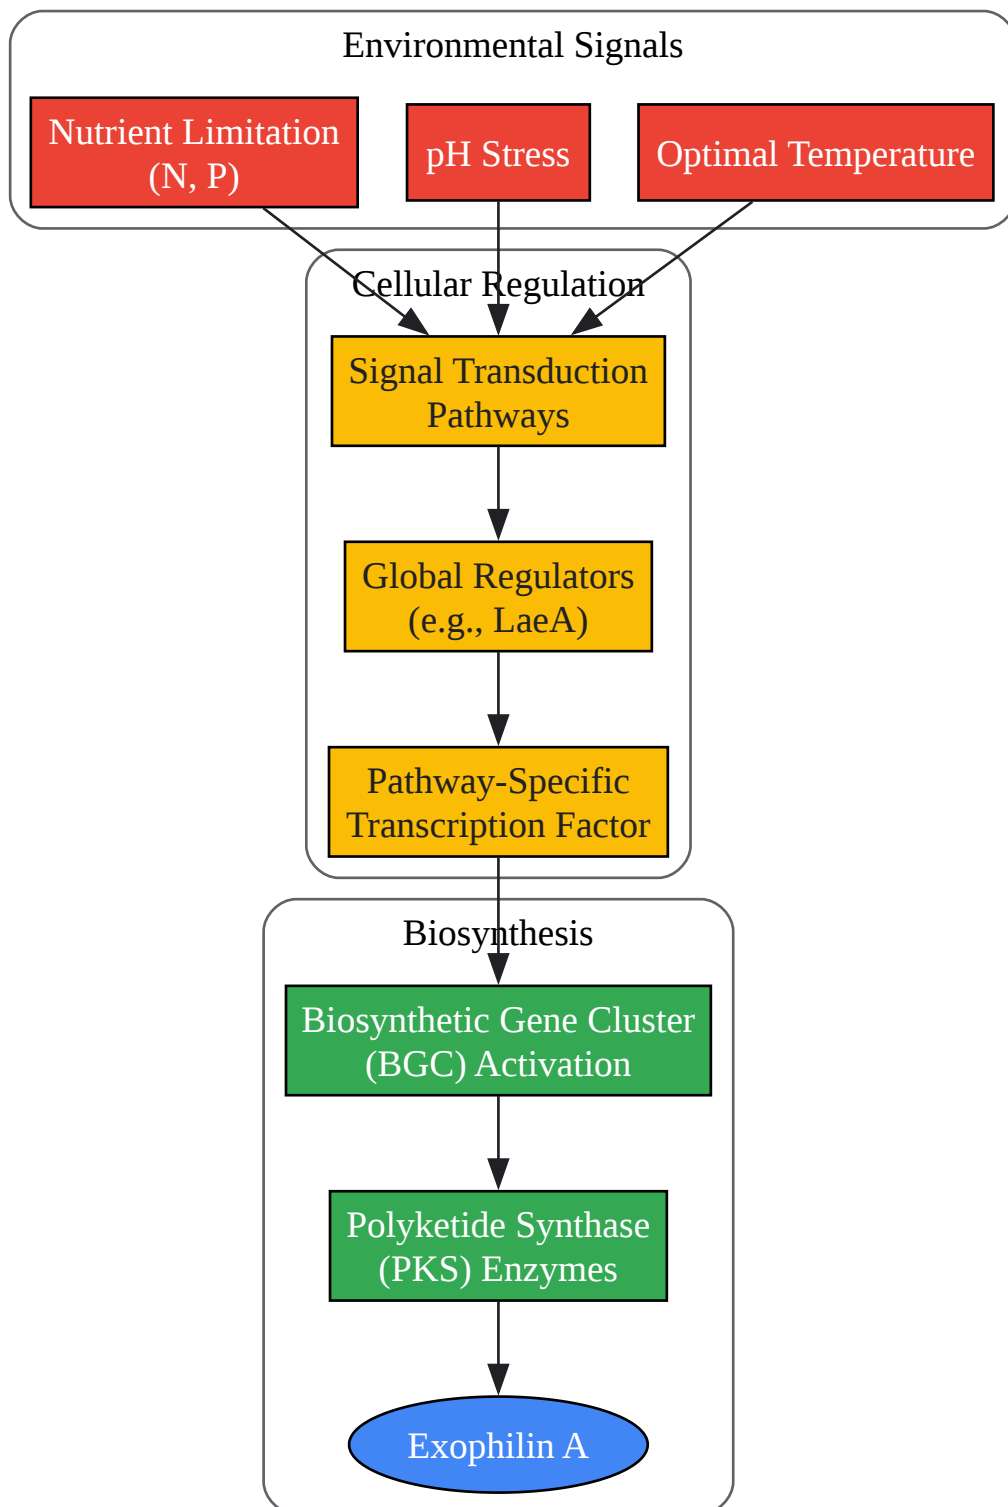 Environmental Signals
Nutrient Limitation
(N, P)
pH Stress
Optimal Temperature
Cellular Regulation
Signal Transduction
Pathways
Global Regulators
(e.g., LaeA)
Pathway-Specific
Transcription Factor
Biosynthesis
Biosynthetic Gene Cluster
(BGC) Activation
Polyketide Synthase
(PKS) Enzymes
Exophilin A